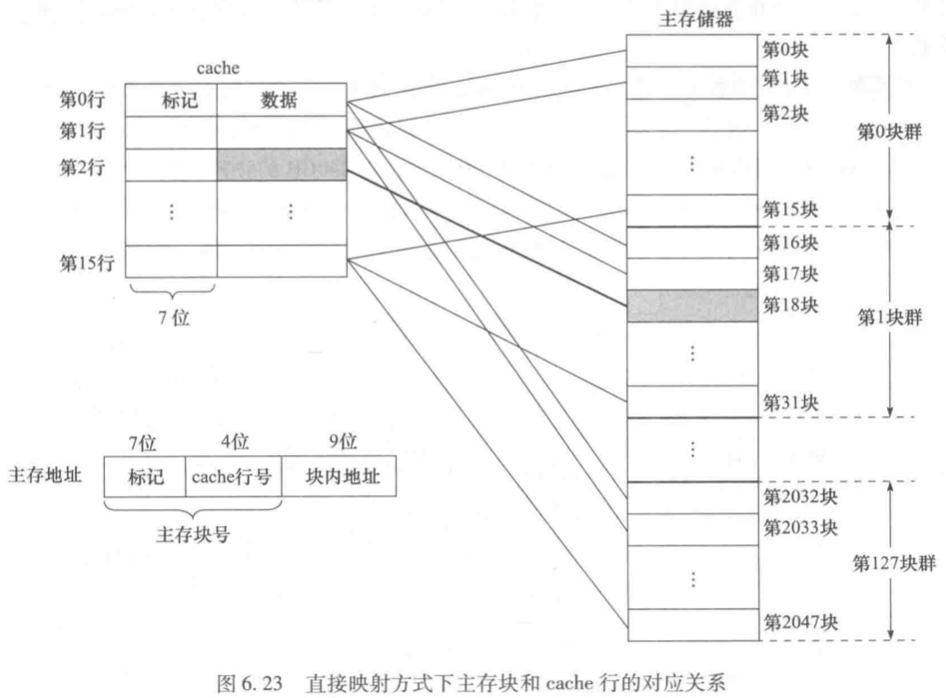 主存储器
cache
第0行
标记
数据
第1行
第2行
⋮
⋮
第15行
7位
第0块
第1块
第2块
⋮
第15块
第0块群
第16块
第17块
第18块
⋮
第31块
第1块群
⋮
第2032块
第2033块
⋮
第2047块
第127块群
7位
4位
9位
主存地址
标记
cache行号
块内地址
主存块号
图 6.23 直接映射方式下主存块和 cache 行的对应关系